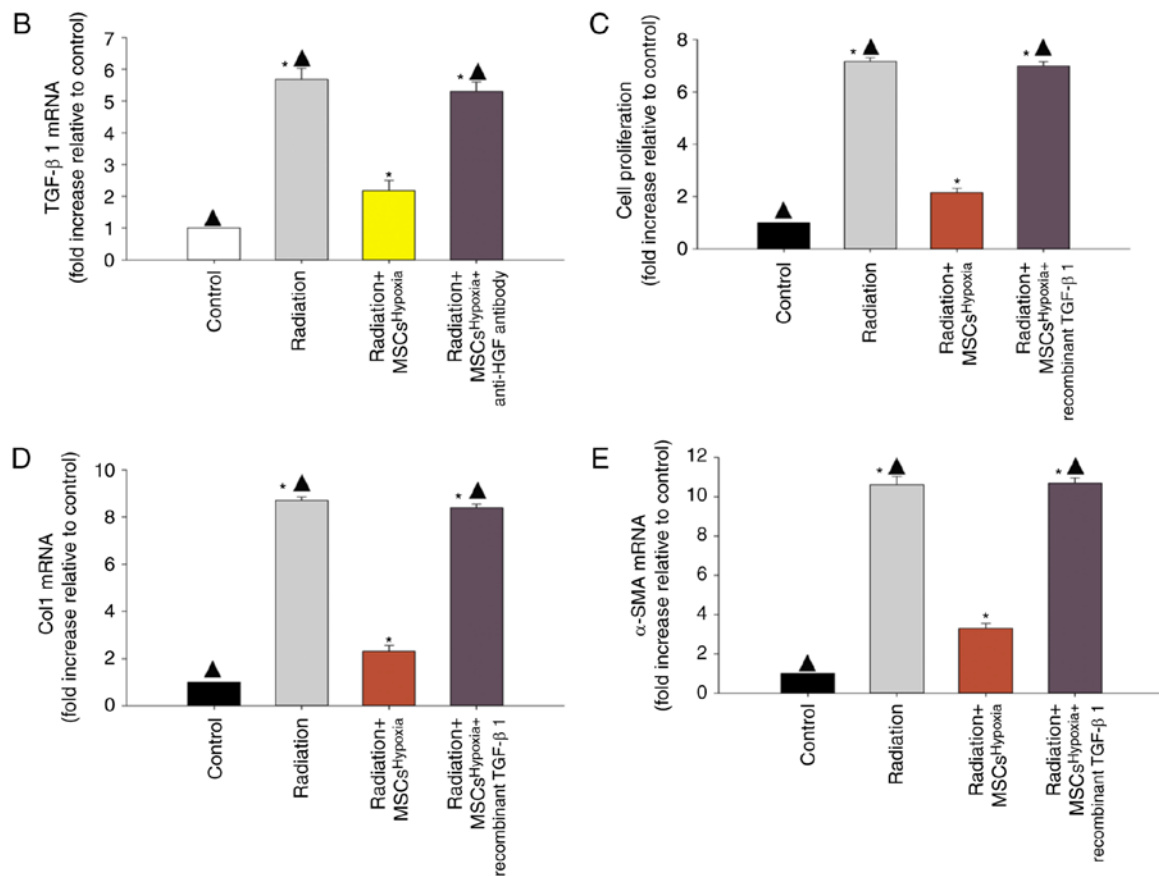 B
TGF-β 1 mRNA
(fold increase relative to control)
7
6
5
4
3
2
1
0
* ▲
* ▲
*
▲
Control
Radiation
Radiation+
MSCsHypoxia
Radiation+
MSCsHypoxia+
anti-HGF antibody
C
Cell proliferation
(fold increase relative to control)
8
6
4
2
0
* ▲
* ▲
*
▲
Control
Radiation
Radiation+
MSCsHypoxia
Radiation+
MSCsHypoxia+
recombinant TGF-β 1
D
Col1 mRNA
(fold increase relative to control)
10
8
6
4
2
0
* ▲
* ▲
*
▲
Control
Radiation
Radiation+
MSCsHypoxia
Radiation+
MSCsHypoxia+
recombinant TGF-β 1
E
α-SMA mRNA
(fold increase relative to control)
12
10
8
6
4
2
0
* ▲
* ▲
*
▲
Control
Radiation
Radiation+
MSCsHypoxia
Radiation+
MSCsHypoxia+
recombinant TGF-β 1